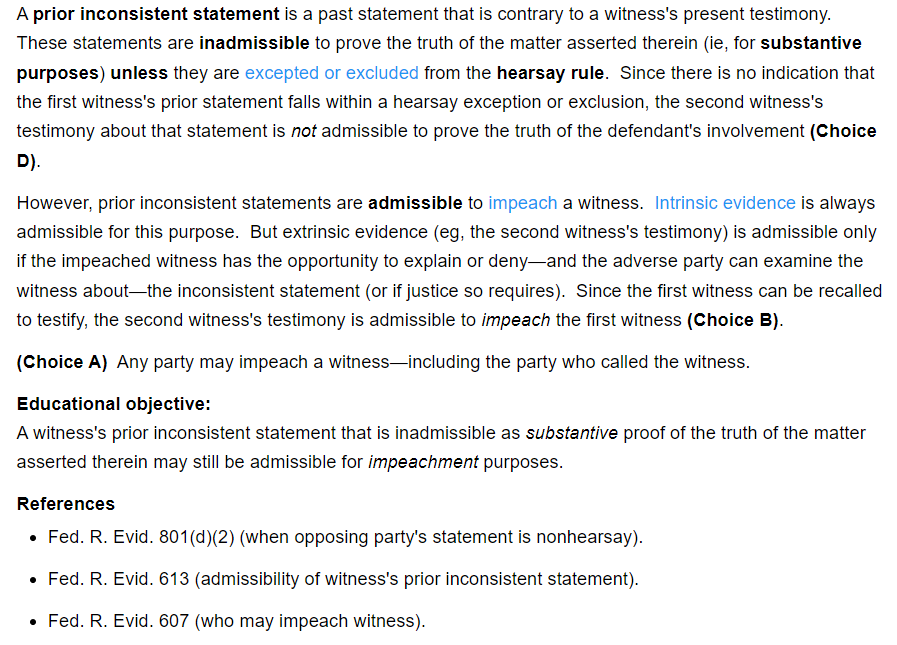 A prior inconsistent statement is a past statement that is contrary to a witness's present testimony.
These statements are inadmissible to prove the truth of the matter asserted therein (ie, for substantive
purposes) unless they are excepted or excluded from the hearsay rule.  Since there is no indication that
the first witness's prior statement falls within a hearsay exception or exclusion, the second witness's
testimony about that statement is not admissible to prove the truth of the defendant's involvement (Choice
D).
However, prior inconsistent statements are admissible to impeach a witness.  Intrinsic evidence is always
admissible for this purpose.  But extrinsic evidence (eg, the second witness's testimony) is admissible only
if the impeached witness has the opportunity to explain or deny—and the adverse party can examine the
witness about—the inconsistent statement (or if justice so requires).  Since the first witness can be recalled
to testify, the second witness's testimony is admissible to impeach the first witness (Choice B).
(Choice A)  Any party may impeach a witness—including the party who called the witness.
Educational objective:
A witness's prior inconsistent statement that is inadmissible as substantive proof of the truth of the matter
asserted therein may still be admissible for impeachment purposes.
References
• Fed. R. Evid. 801(d)(2) (when opposing party's statement is nonhearsay).
• Fed. R. Evid. 613 (admissibility of witness's prior inconsistent statement).
• Fed. R. Evid. 607 (who may impeach witness).